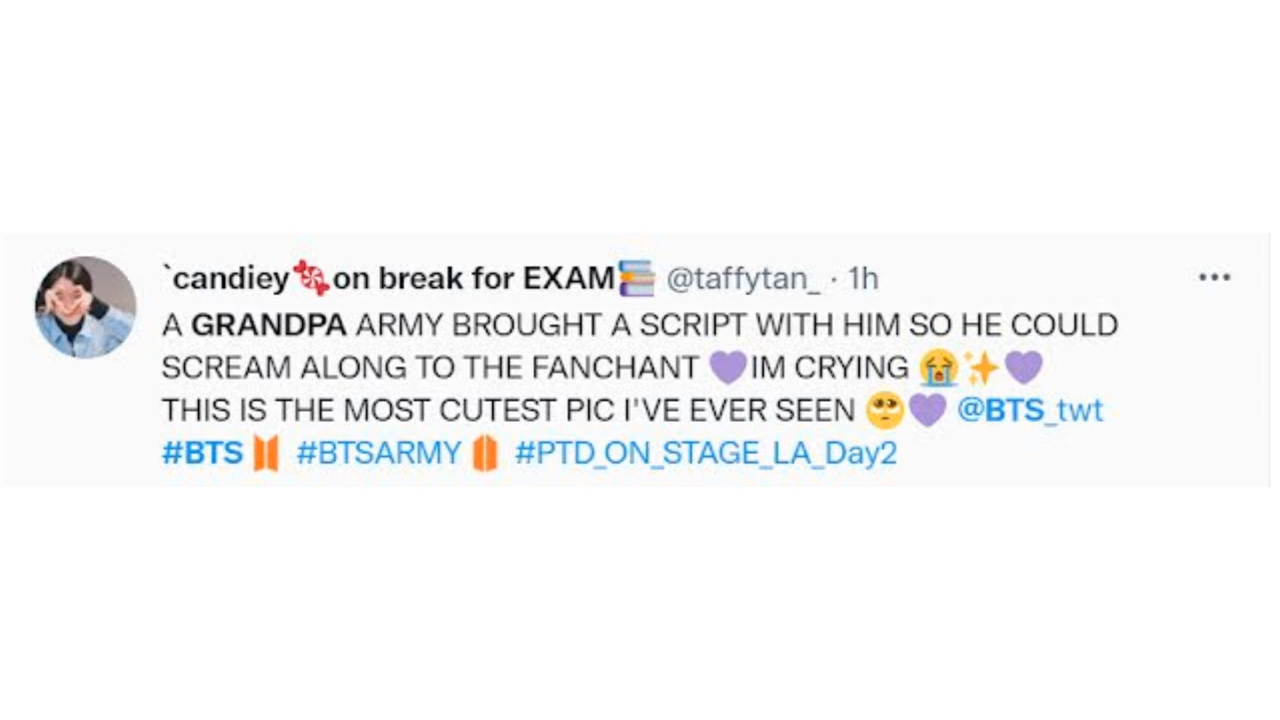 `candiey🍬on break for EXAM📚 @taffytan_ · 1h
A GRANDPA ARMY BROUGHT A SCRIPT WITH HIM SO HE COULD
SCREAM ALONG TO THE FANCHANT 💜IM CRYING 😭✨💜
THIS IS THE MOST CUTEST PIC I'VE EVER SEEN 🥺💜 @BTS_twt
#BTS #BTSARMY #PTD_ON_STAGE_LA_Day2